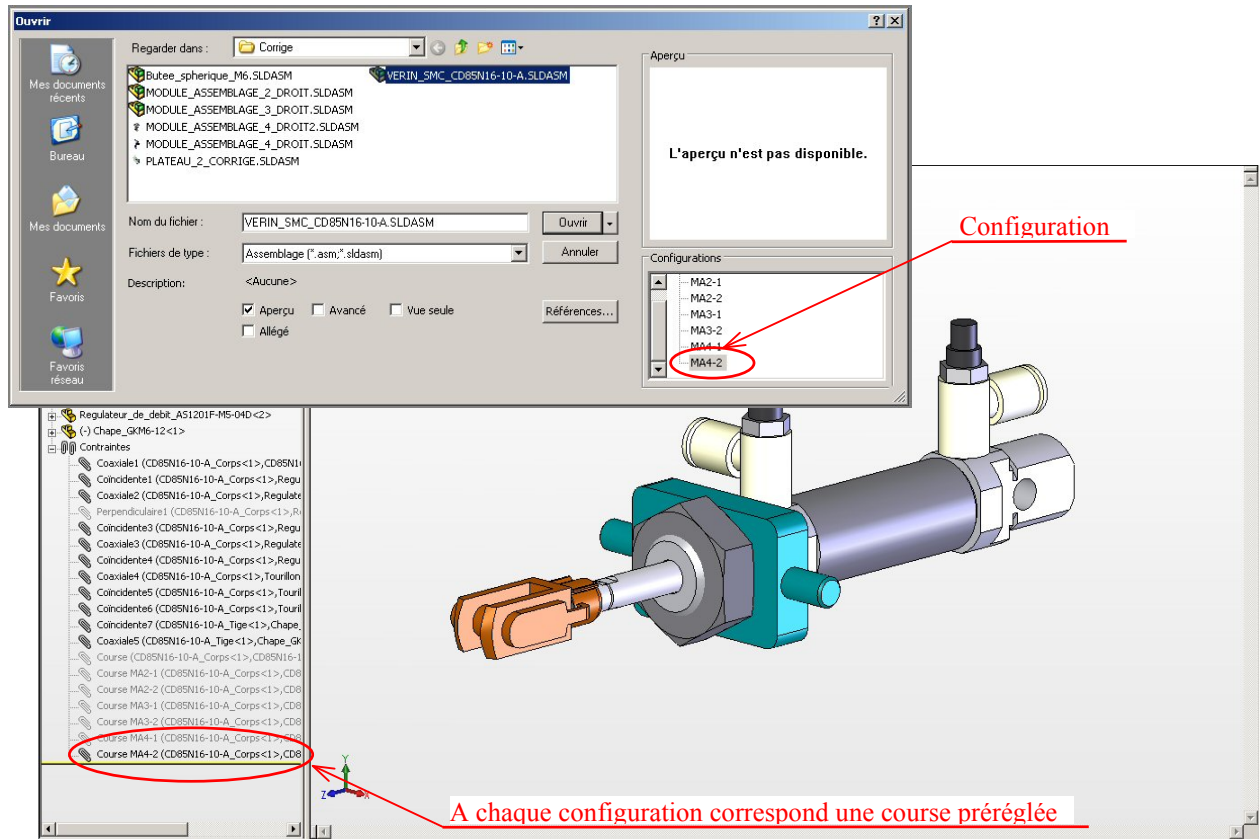 Ouvrir
Regarder dans :
Corrige
Mes documents
récents
Bureau
Mes documents
Favoris
Favoris
réseau
Butee_spherique_M6.SLDASM
MODULE_ASSEMBLAGE_2_DROIT.SLDASM
MODULE_ASSEMBLAGE_3_DROIT.SLDASM
MODULE_ASSEMBLAGE_4_DROIT2.SLDASM
MODULE_ASSEMBLAGE_4_DROIT.SLDASM
PLATEAU_2_CORRIGE.SLDASM
VERIN_SMC_CD85N16-10-A.SLDASM
Nom du fichier :
VERIN_SMC_CD85N16-10-A.SLDASM
Ouvrir
Fichiers de type :
Assemblage (*.asm;*.sldasm)
Annuler
Description:
<Aucune>
Aperçu
Avancé
Vue seule
Allégé
Références...
Aperçu
L'aperçu n'est pas disponible.
Configurations
MA2-1
MA2-2
MA3-1
MA3-2
MA4-1
MA4-2
Configuration
Regulateur_de_debit_AS1201F-M5-04D<2>
(-) Chape_GKM6-12<1>
Contraintes
Coaxiale1 (CD85N16-10-A_Corps<1>,CD85N1
Coïncidente1 (CD85N16-10-A_Corps<1>,Regu
Coaxiale2 (CD85N16-10-A_Corps<1>,Regulate
Perpendiculaire1 (CD85N16-10-A_Corps<1>,R
Coïncidente3 (CD85N16-10-A_Corps<1>,Regu
Coaxiale3 (CD85N16-10-A_Corps<1>,Regulate
Coïncidente4 (CD85N16-10-A_Corps<1>,Regu
Coaxiale4 (CD85N16-10-A_Corps<1>,Tourillon
Coïncidente5 (CD85N16-10-A_Corps<1>,Touril
Coïncidente6 (CD85N16-10-A_Corps<1>,Touril
Coïncidente7 (CD85N16-10-A_Tige<1>,Chape_
Coaxiale5 (CD85N16-10-A_Tige<1>,Chape_GK
Course (CD85N16-10-A_Corps<1>,CD85N16-1
Course MA2-1 (CD85N16-10-A_Corps<1>,CD8
Course MA2-2 (CD85N16-10-A_Corps<1>,CD8
Course MA3-1 (CD85N16-10-A_Corps<1>,CD8
Course MA3-2 (CD85N16-10-A_Corps<1>,CD8
Course MA4-1 (CD85N16-10-A_Corps<1>,CD8
Course MA4-2 (CD85N16-10-A_Corps<1>,CD8
Y
Z
X
A chaque configuration correspond une course préréglée